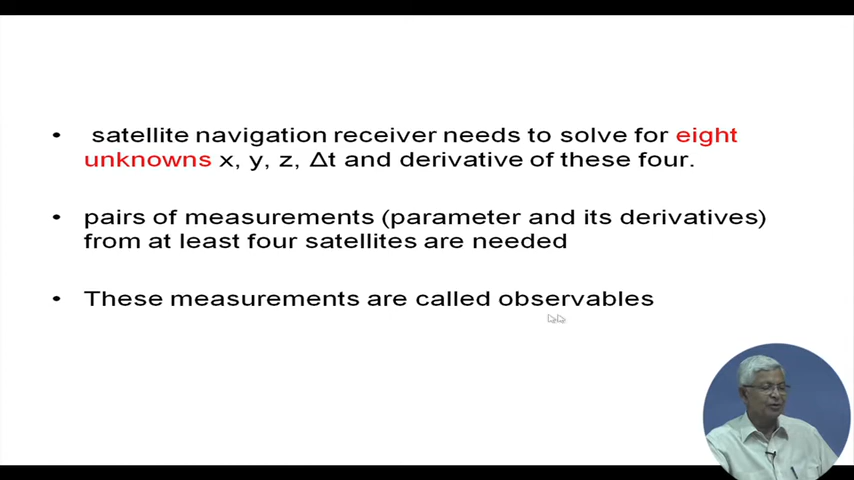 • satellite navigation receiver needs to solve for eight
unknowns x, y, z, Δt and derivative of these four.
• pairs of measurements (parameter and its derivatives)
from at least four satellites are needed
• These measurements are called observables